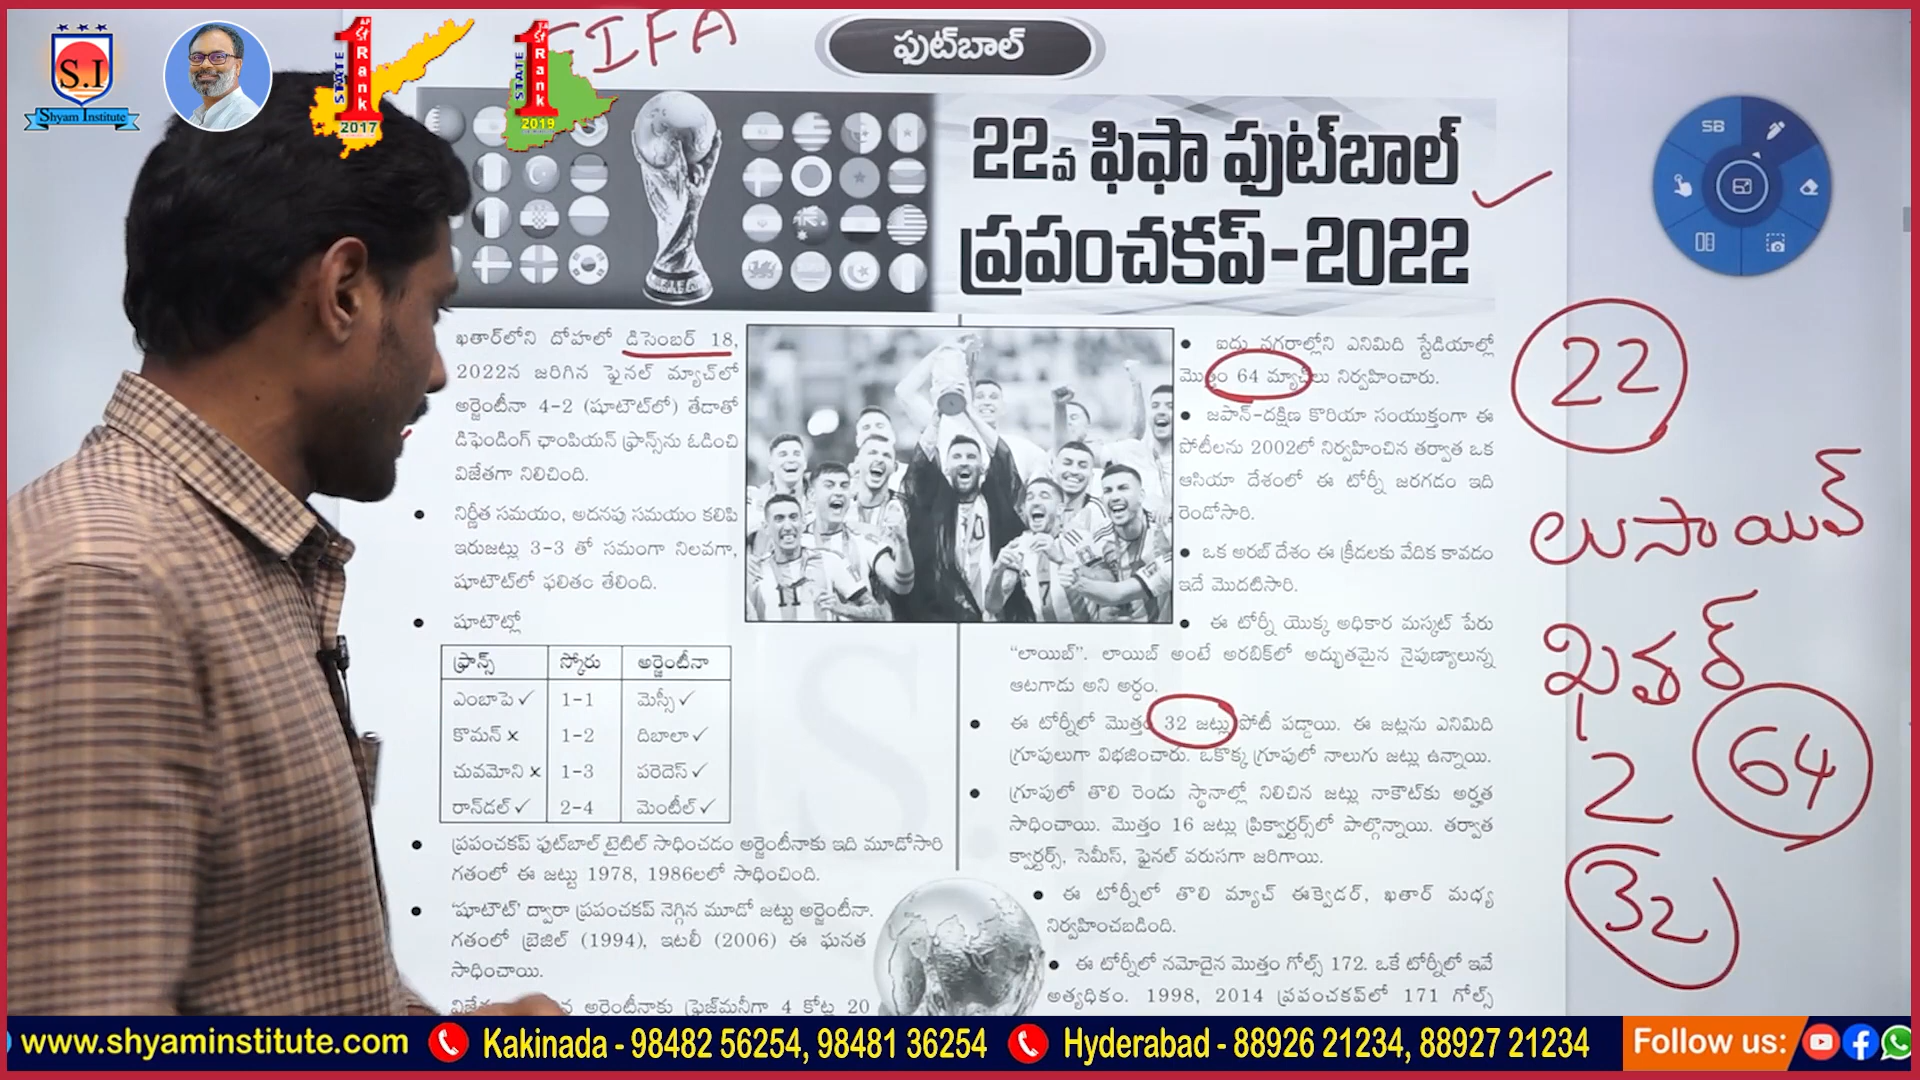 FIFA
ఫుట్‌బాల్
S.I
Shyam Institute
STATE 1st Rank 2017
STATE 1st Rank 2019
22వ ఫిఫా ఫుట్‌బాల్
ప్రపంచకప్-2022
ఖతార్‌లోని దోహలో డిసెంబర్ 18,
2022న జరిగిన ఫైనల్ మ్యాచ్‌లో
అర్జెంటీనా 4-2 (షూటౌట్‌లో) తేడాతో
డిఫెండింగ్ ఛాంపియన్ ఫ్రాన్స్‌ను ఓడించి
విజేతగా నిలిచింది.
• నిర్ణీత సమయం, అదనపు సమయం కలిపి
ఇరుజట్లు 3-3 తో సమంగా నిలవగా,
షూటౌట్‌లో ఫలితం తేలింది.
• షూటౌట్లో
ఫ్రాన్స్ స్కోరు అర్జెంటీనా
ఎంబాపె ✓ 1-1 మెస్సీ ✓
కొమన్ x 1-2 దిబాలా ✓
చువమోని x 1-3 పరెదెస్ ✓
రాన్‌డల్ ✓ 2-4 మెంటీల్ ✓
• ప్రపంచకప్ ఫుట్‌బాల్ టైటిల్ సాధించడం అర్జెంటీనాకు ఇది మూడోసారి
గతంలో ఈ జట్టు 1978, 1986లలో సాధించింది.
• 'షూటౌట్' ద్వారా ప్రపంచకప్ నెగ్గిన మూడో జట్టు అర్జెంటీనా.
గతంలో బ్రెజిల్ (1994), ఇటలీ (2006) ఈ ఘనత
సాధించాయి.
అర్జెంటీనాకు ప్రైజ్‌మనీగా 4 కోట్ల 20
• ఐదు నగరాల్లోని ఎనిమిది స్టేడియాల్లో
మొత్తం 64 మ్యాచ్‌లు నిర్వహించారు.
• జపాన్-దక్షిణ కొరియా సంయుక్తంగా ఈ
పోటీలను 2002లో నిర్వహించిన తర్వాత ఒక
ఆసియా దేశంలో ఈ టోర్నీ జరగడం ఇది
రెండోసారి.
• ఒక అరబ్ దేశం ఈ క్రీడలకు వేదిక కావడం
ఇదే మొదటిసారి.
• ఈ టోర్నీ యొక్క అధికార మస్కట్ పేరు
"లాయిబ్". లాయిబ్ అంటే అరబిక్‌లో అద్భుతమైన నైపుణ్యాలున్న
ఆటగాడు అని అర్ధం.
• ఈ టోర్నీలో మొత్తం 32 జట్లు పోటీ పడ్డాయి. ఈ జట్లను ఎనిమిది
గ్రూపులుగా విభజించారు. ఒకొక్క గ్రూపులో నాలుగు జట్లు ఉన్నాయి.
• గ్రూపులో తొలి రెండు స్థానాల్లో నిలిచిన జట్లు నాకౌట్‌కు అర్హత
సాధించాయి. మొత్తం 16 జట్లు ప్రిక్వార్టర్స్‌లో పాల్గొన్నాయి. తర్వాత
క్వార్టర్స్, సెమీస్, ఫైనల్ వరుసగా జరిగాయి.
• ఈ టోర్నీలో తొలి మ్యాచ్ ఈక్వెడర్, ఖతార్ మధ్య
నిర్వహించబడింది.
• ఈ టోర్నీలో నమోదైన మొత్తం గోల్స్ 172. ఒకే టోర్నీలో ఇవే
అత్యధికం. 1998, 2014 ప్రపంచకప్‌లో 171 గోల్స్
22
లుసాయిల్
ఖతర్
2
64
32
www.shyaminstitute.com Kakinada - 98482 56254, 98481 36254 Hyderabad - 88926 21234, 88927 21234 Follow us: